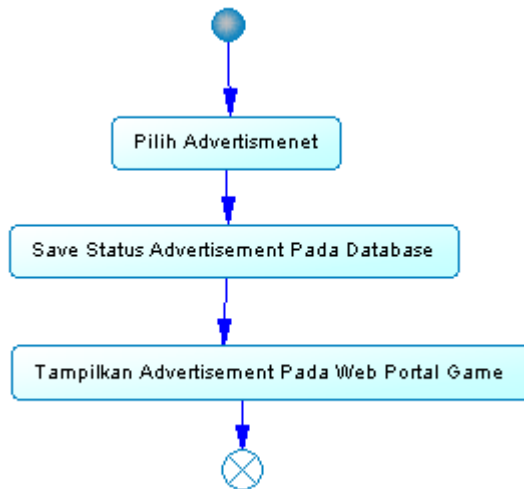 Pilih Advertismenet
Save Status Advertisement Pada Database
Tampilkan Advertisement Pada Web Portal Game